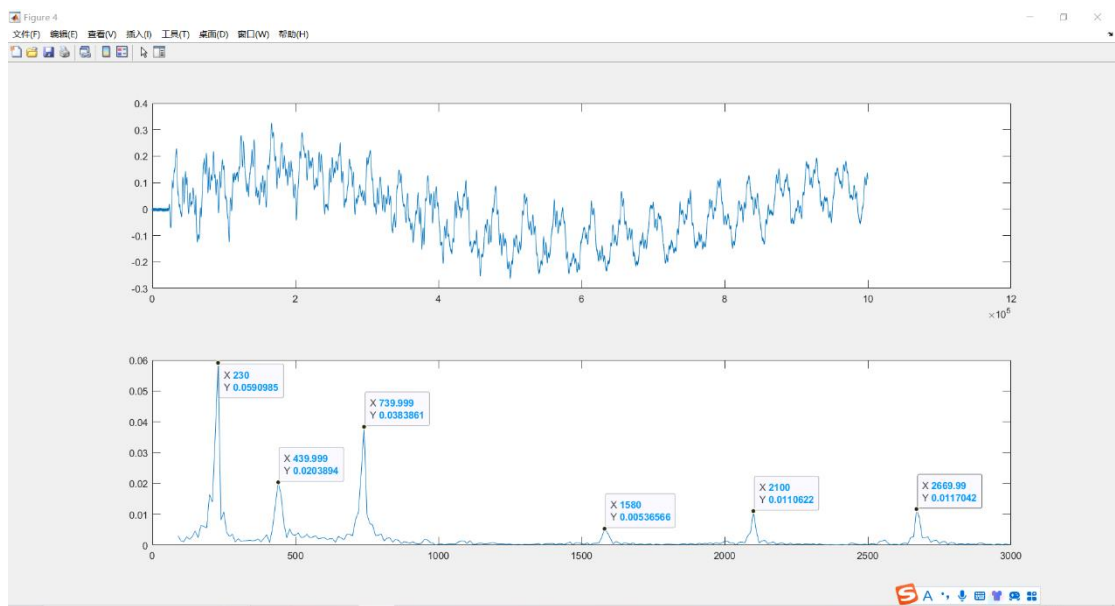 Figure 4
文件(F) 编辑(E) 查看(V) 插入(I) 工具(T) 桌面(D) 窗口(W) 帮助(H)
0.4
0.3
0.2
0.1
0
-0.1
-0.2
-0.3
0 2 4 6 8 10 12
×10⁵
0.06
0.05
0.04
0.03
0.02
0.01
0
X 230
Y 0.0590985
X 439.999
Y 0.0203894
X 739.999
Y 0.0383861
X 1580
Y 0.00536566
X 2100
Y 0.0110622
X 2669.99
Y 0.0117042
0 500 1000 1500 2000 2500 3000
S A